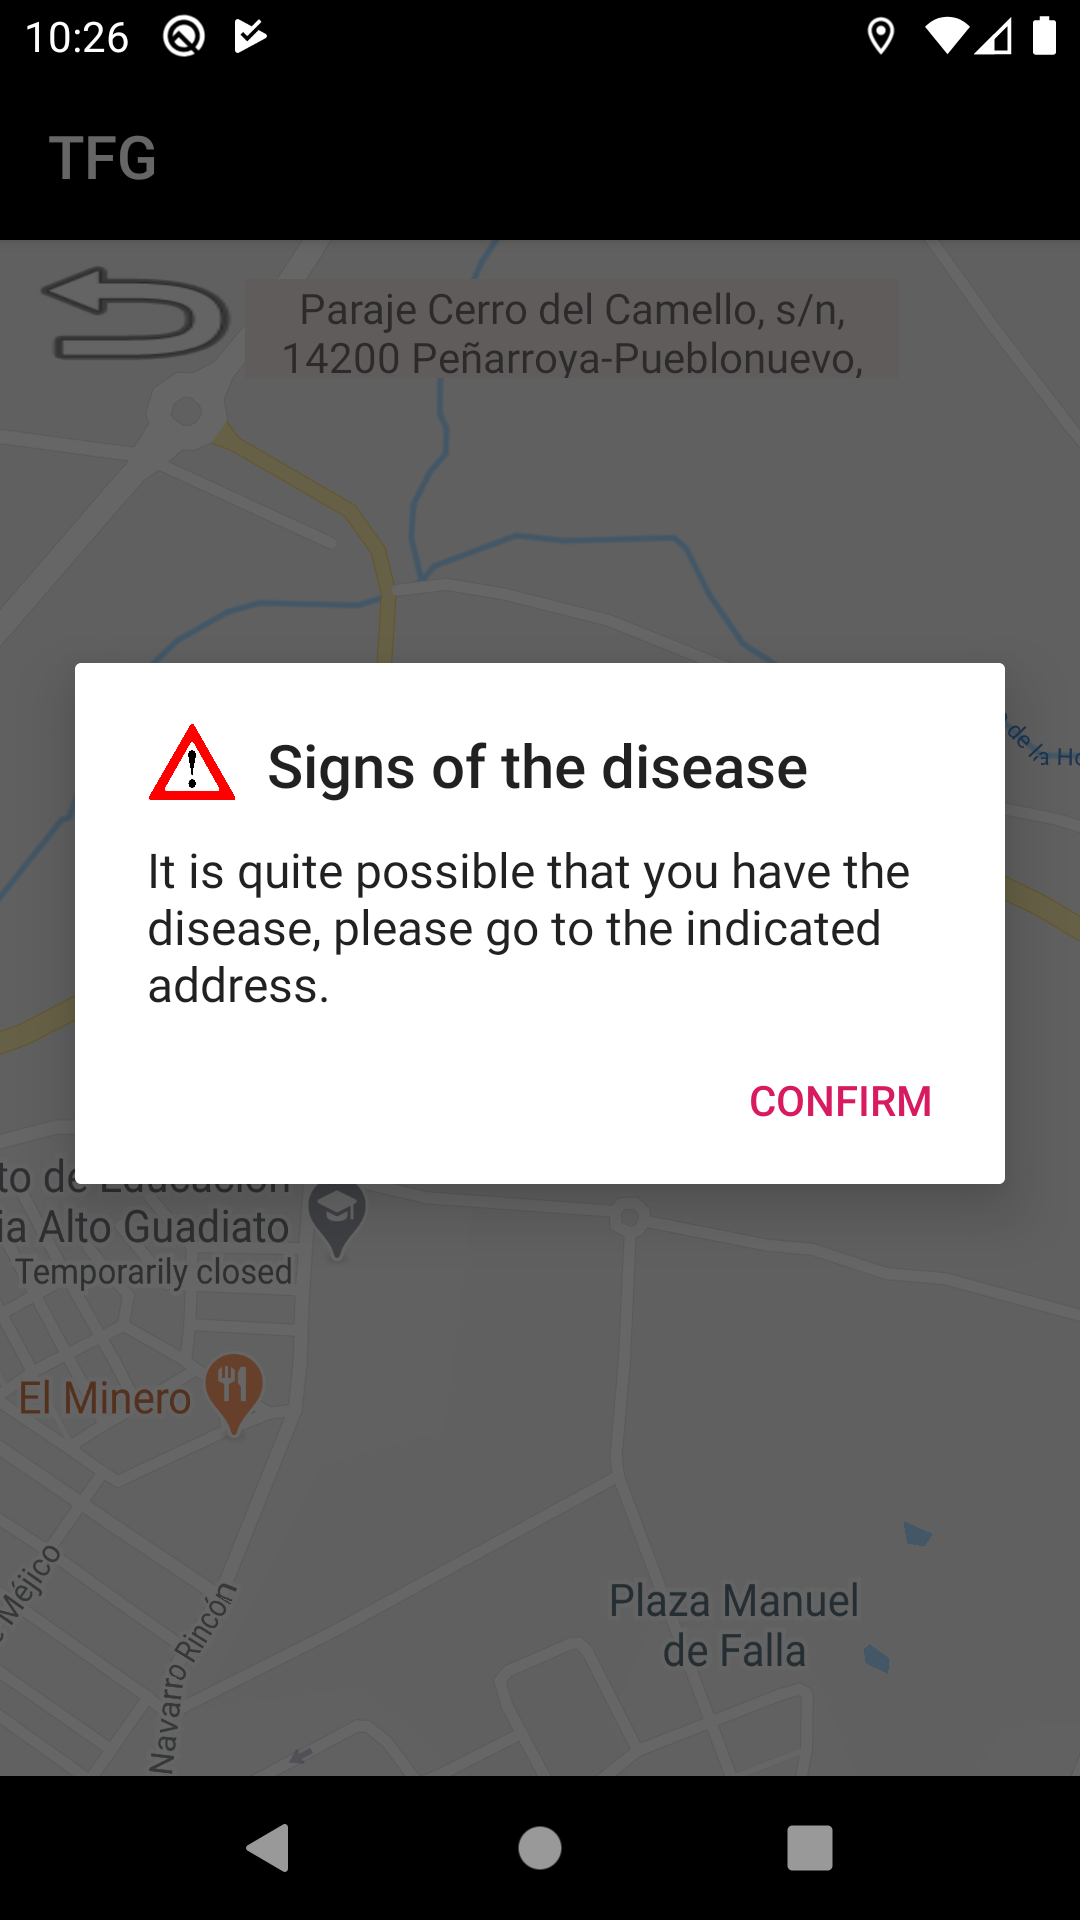 10:26
TFG
Paraje Cerro del Camello, s/n,
14200 Peñarroya-Pueblonuevo,
de la Ho
Signs of the disease
It is quite possible that you have the
disease, please go to the indicated
address.
CONFIRM
to de Educación
ia Alto Guadiato
Temporarily closed
El Minero
Méjico
Navarro Rincón
Plaza Manuel
de Falla